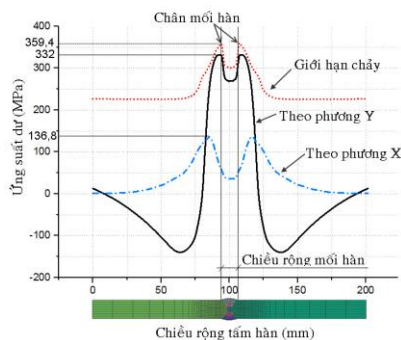 Chân mối hàn
359,4
332
300
Giới hạn chảy
200
Theo phương Y
136,8
100
Theo phương X
0
-100
Chiều rộng mối hàn
-200
0
50
100
150
200
Ứng suất dư (MPa)
Chiều rộng tấm hàn (mm)